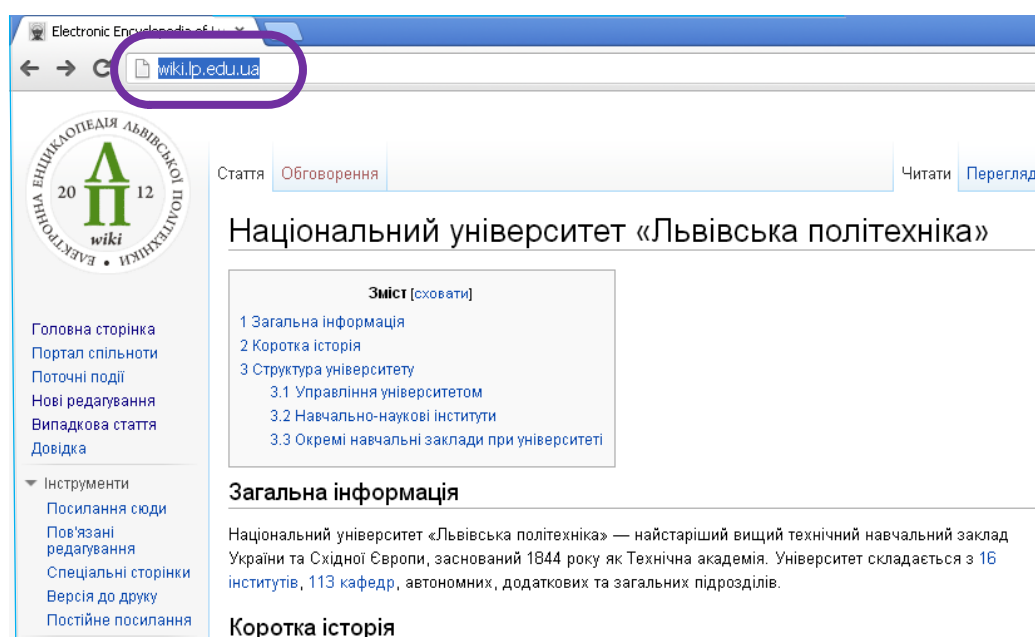 Electronic Encyclopedia of
wiki.lp.edu.ua
ЕЛЕКТРОННА ЕНЦИКЛОПЕДІЯ ЛЬВІВСЬКОЇ ПОЛІТЕХНІКИ •
20 ЛП 12
wiki
Стаття Обговорення Читати Перегляд
Національний університет «Львівська політехніка»
Зміст [сховати]
1 Загальна інформація
2 Коротка історія
3 Структура університету
3.1 Управління університетом
3.2 Навчально-наукові інститути
3.3 Окремі навчальні заклади при університеті
Головна сторінка
Портал спільноти
Поточні події
Нові редагування
Випадкова стаття
Довідка
Інструменти
Посилання сюди
Пов'язані
редагування
Спеціальні сторінки
Версія до друку
Постійне посилання
Загальна інформація
Національний університет «Львівська політехніка» — найстаріший вищий технічний навчальний заклад
України та Східної Європи, заснований 1844 року як Технічна академія. Університет складається з 16
інститутів, 113 кафедр, автономних, додаткових та загальних підрозділів.
Коротка історія